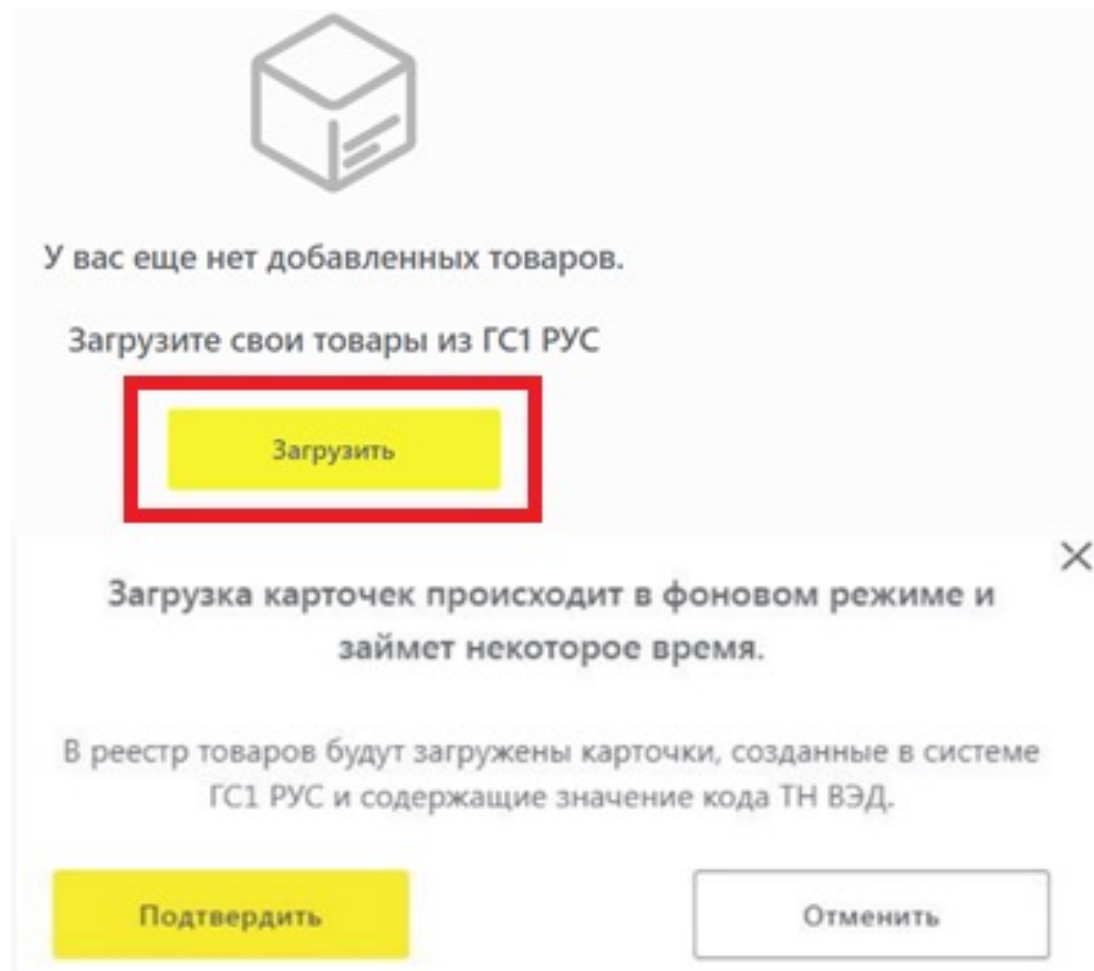 У вас еще нет добавленных товаров.
Загрузите свои товары из ГС1 РУС
Загрузить
Загрузка карточек происходит в фоновом режиме и
займет некоторое время.
В реестр товаров будут загружены карточки, созданные в системе
ГС1 РУС и содержащие значение кода ТН ВЭД.
Подтвердить
Отменить